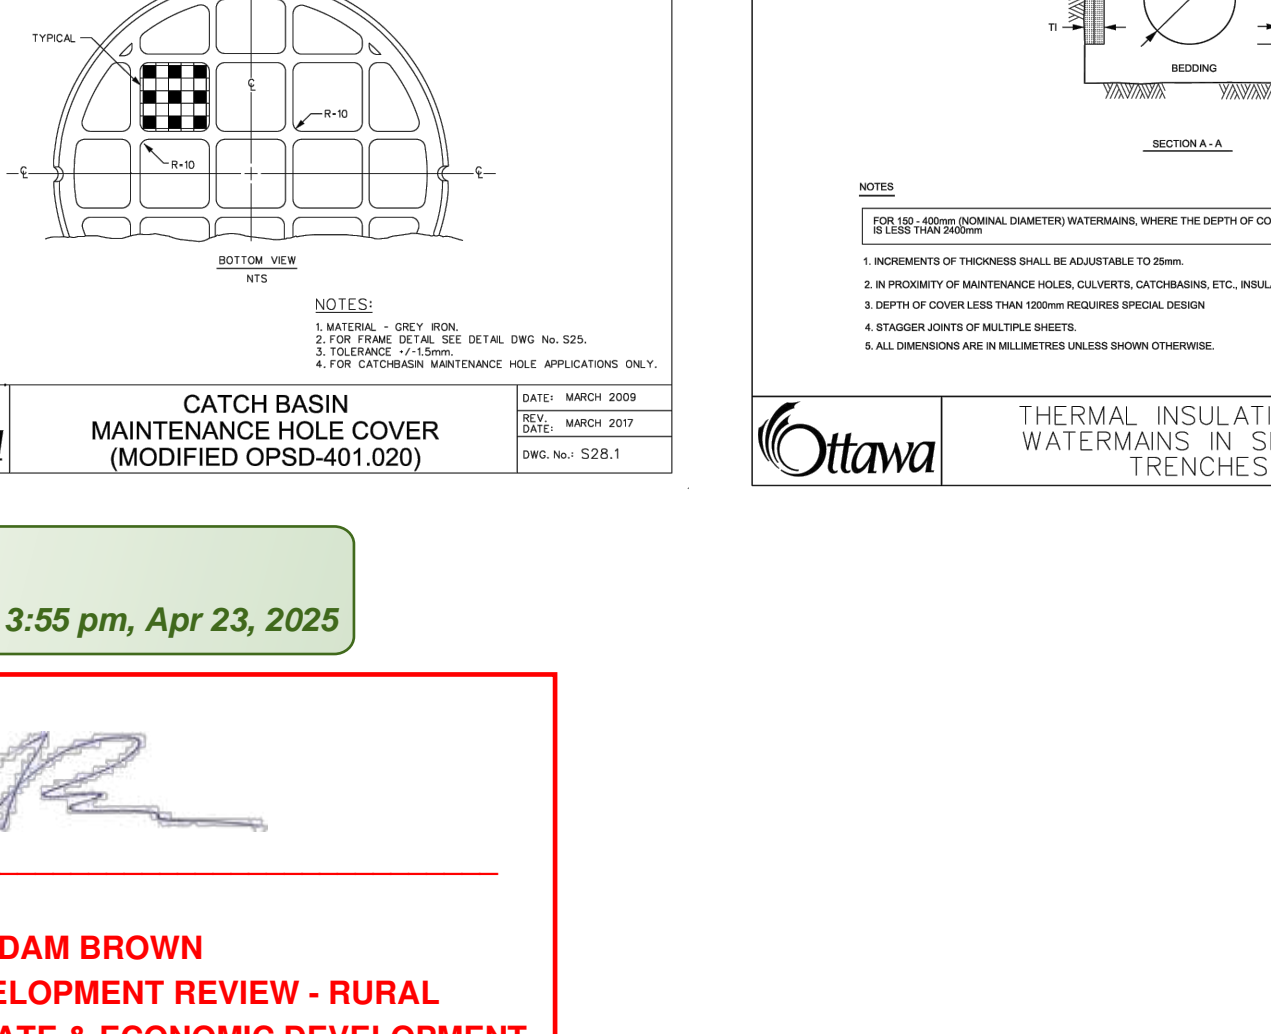 TYPICAL
℄
R=10
R=10
℄
℄
BOTTOM VIEW
NTS
NOTES:
1. MATERIAL - GREY IRON.
2. FOR FRAME DETAIL SEE DETAIL DWG No. S25.
3. TOLERANCE +/-1.5mm.
4. FOR CATCHBASIN MAINTENANCE HOLE APPLICATIONS ONLY.
CATCH BASIN
MAINTENANCE HOLE COVER
(MODIFIED OPSD-401.020)
DATE: MARCH 2009
REV. DATE: MARCH 2017
DWG. No.: S28.1
TI
BEDDING
SECTION A - A
NOTES
FOR 150 - 400mm (NOMINAL DIAMETER) WATERMAINS, WHERE THE DEPTH OF CO
IS LESS THAN 2400mm
1. INCREMENTS OF THICKNESS SHALL BE ADJUSTABLE TO 25mm.
2. IN PROXIMITY OF MAINTENANCE HOLES, CULVERTS, CATCHBASINS, ETC., INSUL
3. DEPTH OF COVER LESS THAN 1200mm REQUIRES SPECIAL DESIGN
4. STAGGER JOINTS OF MULTIPLE SHEETS.
5. ALL DIMENSIONS ARE IN MILLIMETRES UNLESS SHOWN OTHERWISE.
Ottawa
THERMAL INSULATI
WATERMAINS IN S
TRENCHES
3:55 pm, Apr 23, 2025
DAM BROWN
ELOPMENT REVIEW - RURAL
ATE & ECONOMIC DEVELOPMENT